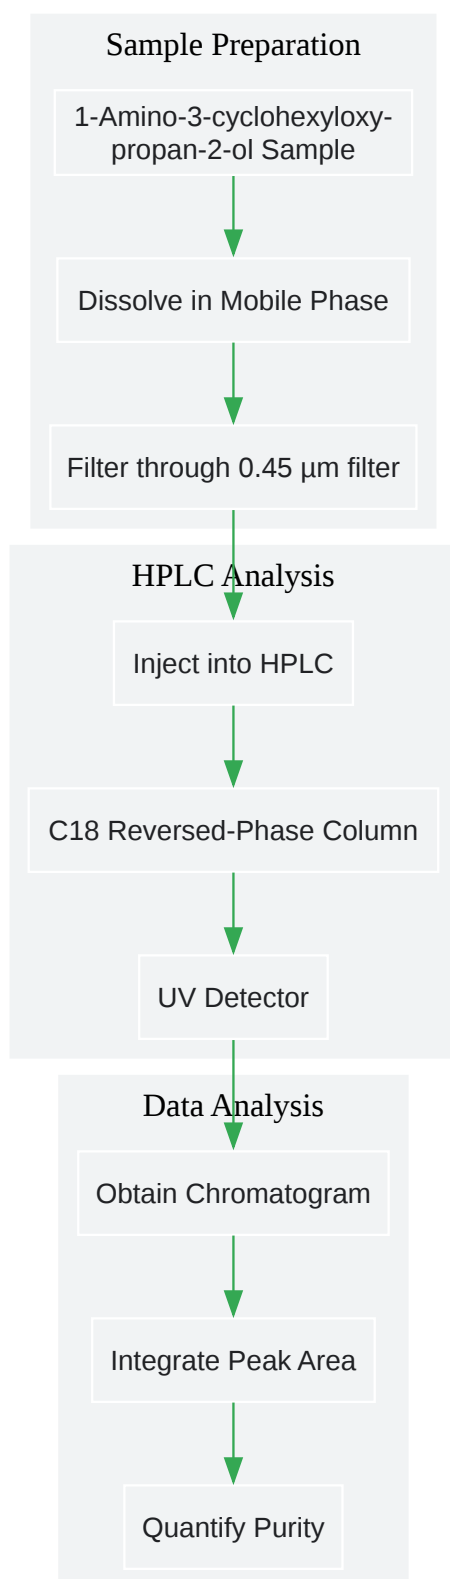 Sample Preparation
1-Amino-3-cyclohexyloxy-
propan-2-ol Sample
Dissolve in Mobile Phase
Filter through 0.45 µm filter
HPLC Analysis
Inject into HPLC
C18 Reversed-Phase Column
UV Detector
Data Analysis
Obtain Chromatogram
Integrate Peak Area
Quantify Purity